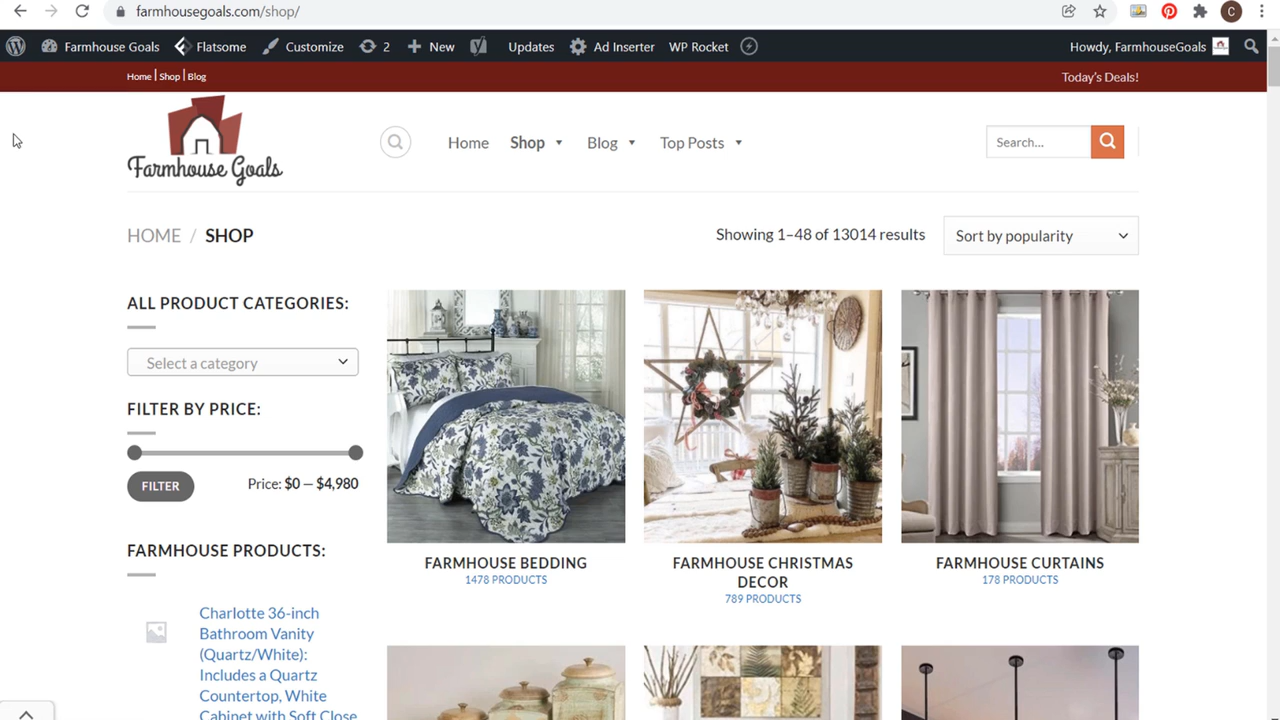 farmhousegoals.com/shop/
C
Farmhouse Goals
Flatsome
Customize
2
New
Updates
Ad Inserter
WP Rocket
Howdy, FarmhouseGoals
Home | Shop | Blog
Today's Deals!
Farmhouse Goals
Home
Shop
Blog
Top Posts
Search...
HOME / SHOP
Showing 1–48 of 13014 results
Sort by popularity
ALL PRODUCT CATEGORIES:
Select a category
FILTER BY PRICE:
FILTER
Price: $0 — $4,980
FARMHOUSE PRODUCTS:
Charlotte 36-inch
Bathroom Vanity
(Quartz/White):
Includes a Quartz
Countertop, White
Cabinet with Soft Close
FARMHOUSE BEDDING
1478 PRODUCTS
FARMHOUSE CHRISTMAS
DECOR
789 PRODUCTS
FARMHOUSE CURTAINS
178 PRODUCTS